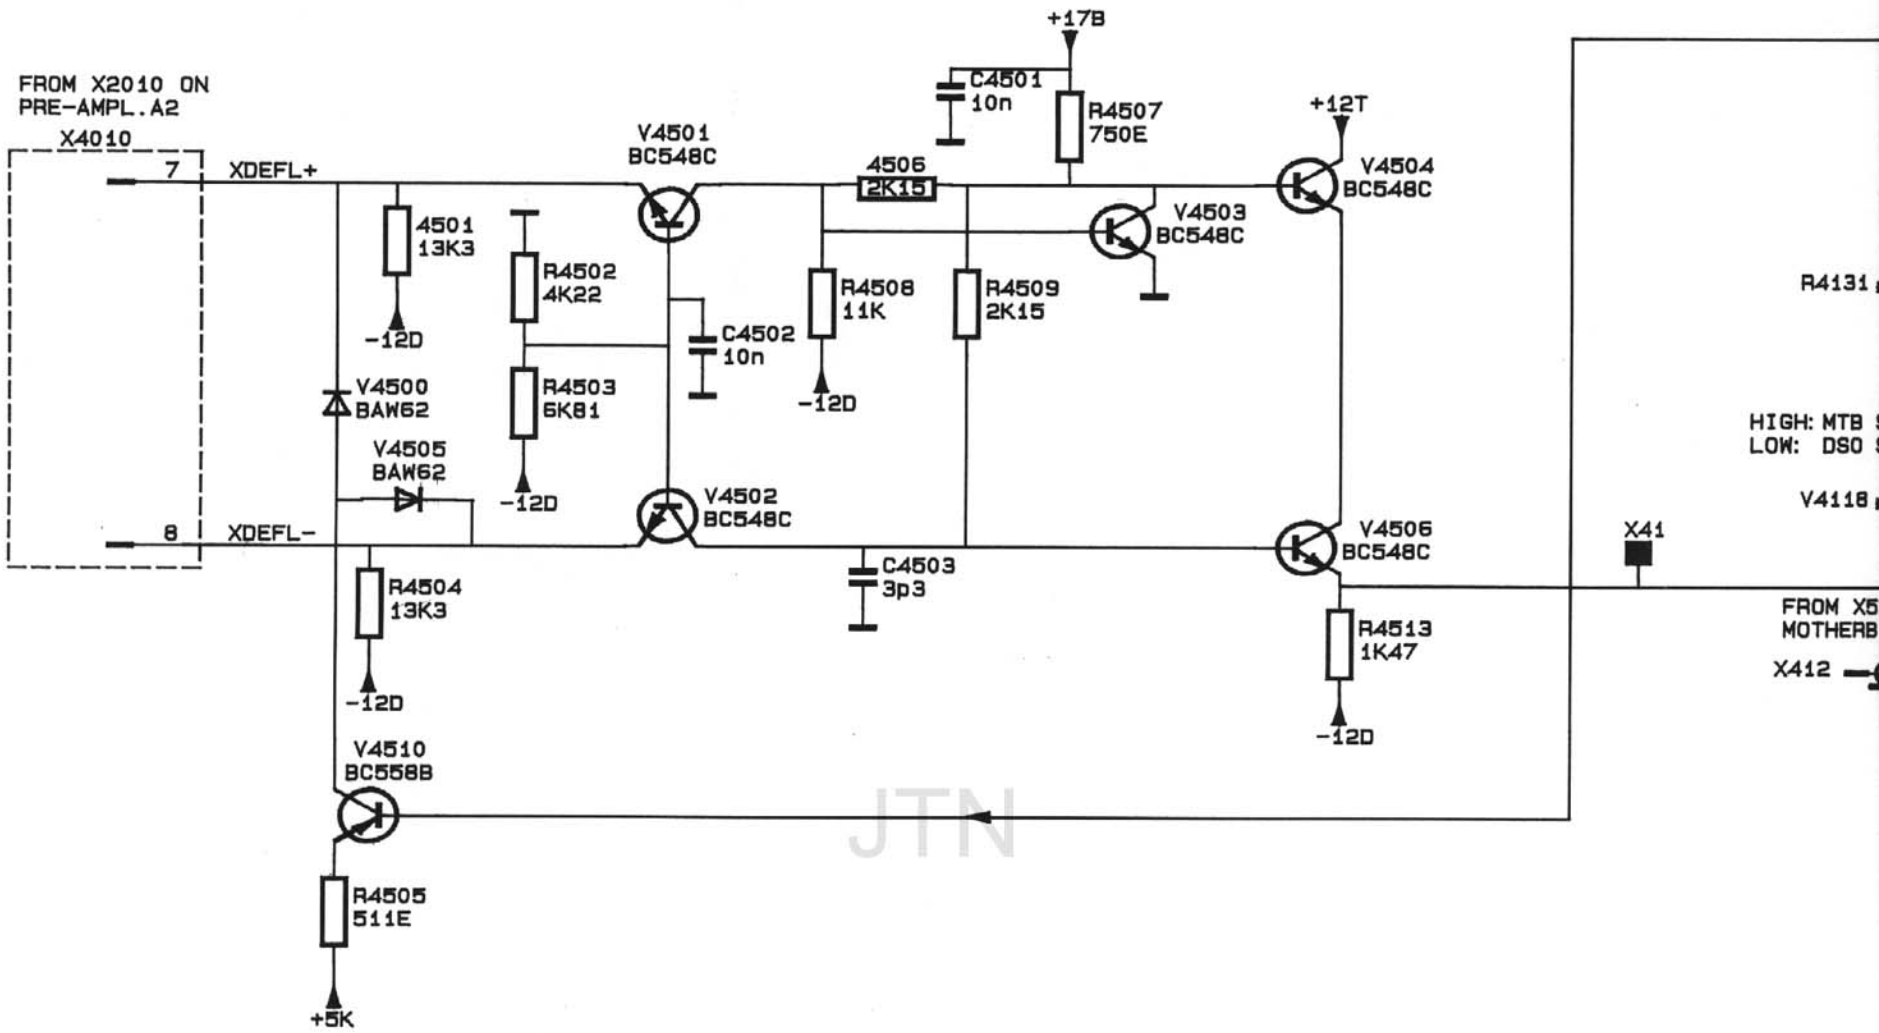 +17B
FROM X2010 ON
PRE-AMPL.A2
X4010
7
XDEFL+
V4501
BC548C
C4501
10n
R4507
750E
+12T
4506
2K15
V4504
BC548C
V4503
BC548C
4501
13K3
-12D
R4502
4K22
R4503
6K81
-12D
C4502
10n
R4508
11K
-12D
R4509
2K15
R4131
V4500
BAW62
V4505
BAW62
HIGH: MTB
LOW: DSO
V4118
8
XDEFL-
V4502
BC548C
V4506
BC548C
X41
R4504
13K3
-12D
C4503
3p3
R4513
1K47
-12D
FROM X5
MOTHERB
X412
V4510
BC558B
JTN
R4505
511E
+5K